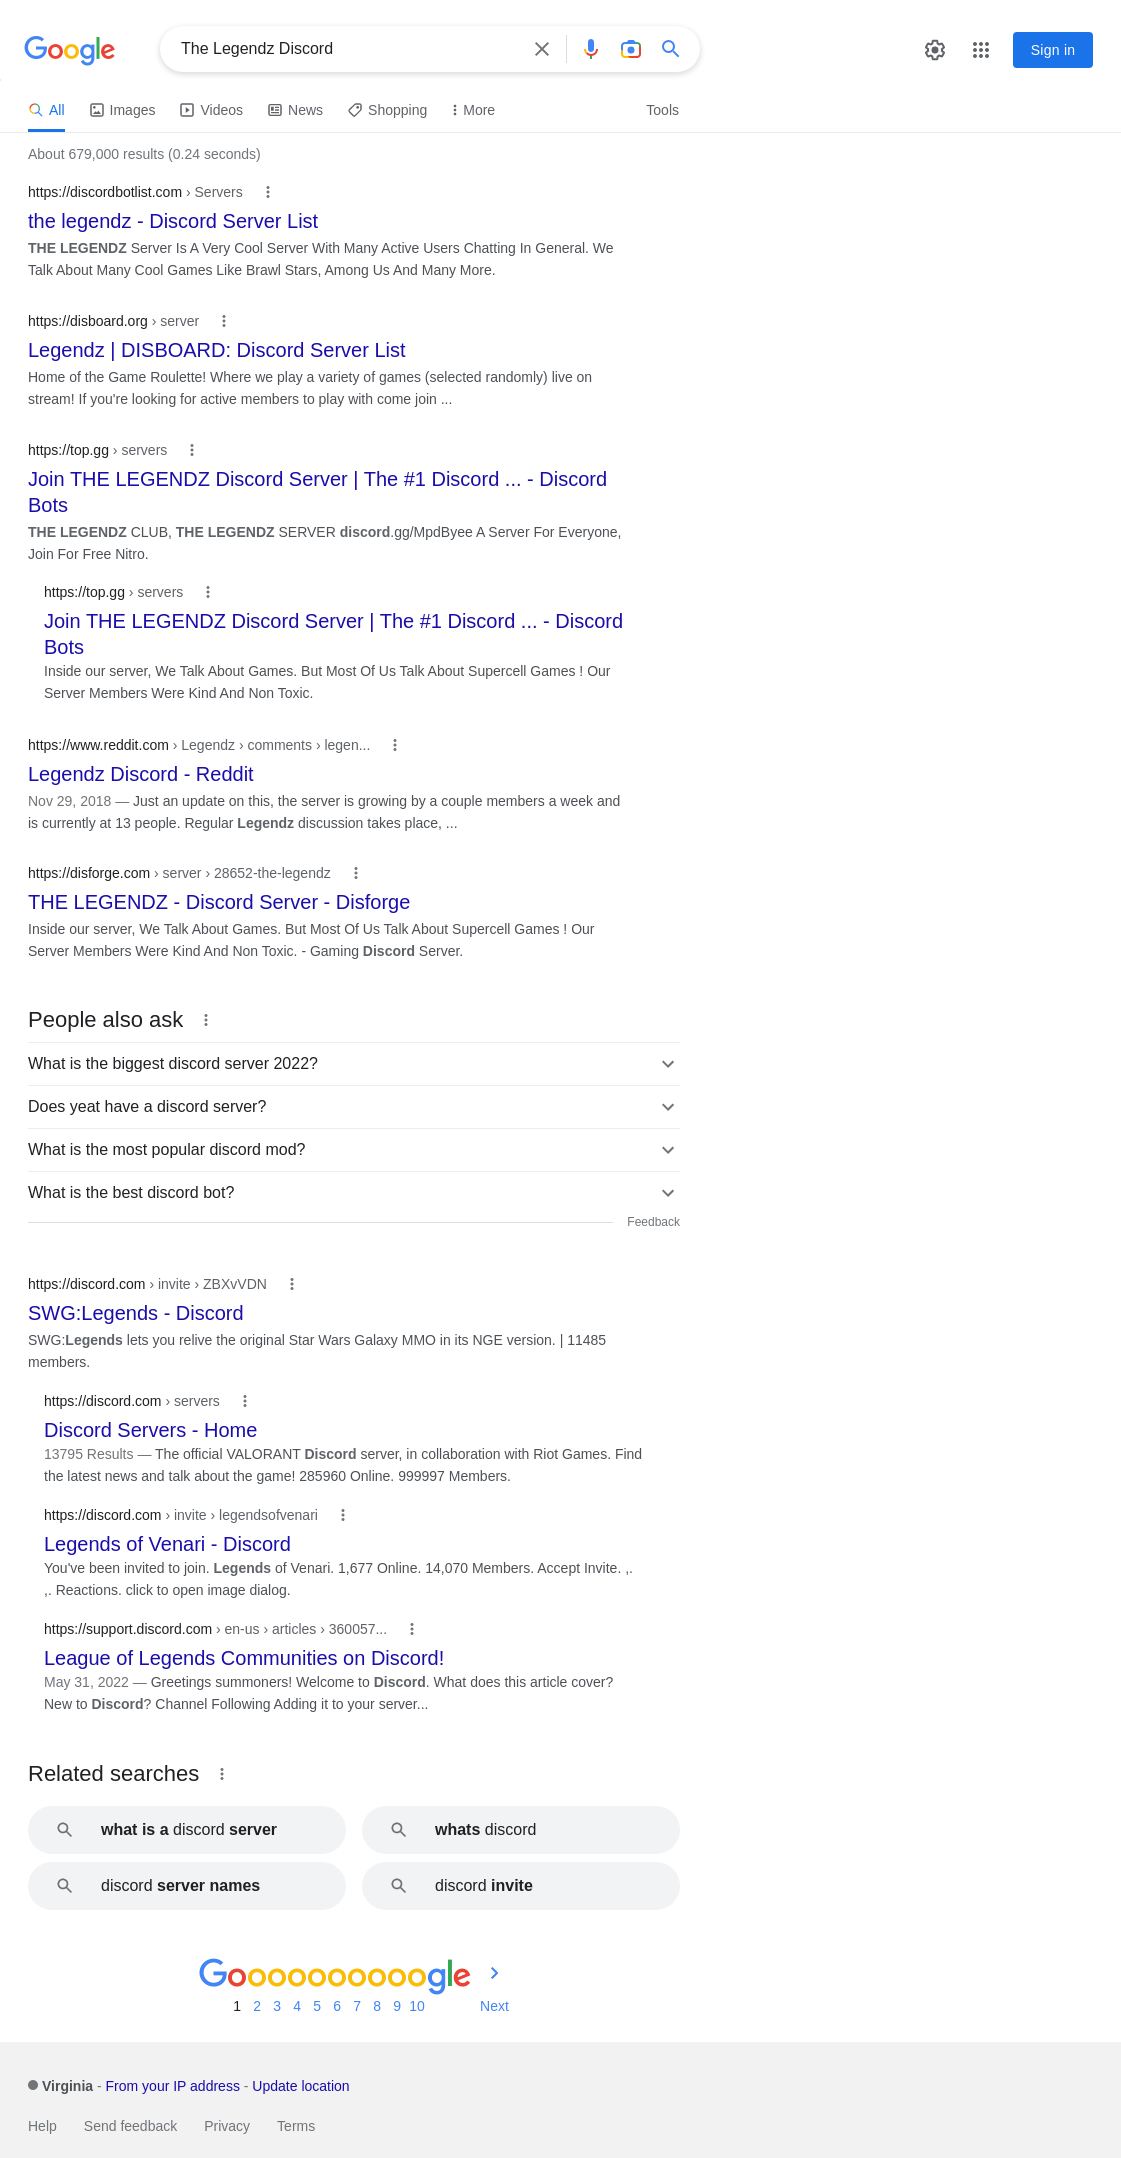 Google
The Legendz Discord
Sign in
All Images Videos News Shopping More Tools
About 679,000 results (0.24 seconds)
https://discordbotlist.com › Servers
the legendz - Discord Server List
THE LEGENDZ Server Is A Very Cool Server With Many Active Users Chatting In General. We
Talk About Many Cool Games Like Brawl Stars, Among Us And Many More.
https://disboard.org › server
Legendz | DISBOARD: Discord Server List
Home of the Game Roulette! Where we play a variety of games (selected randomly) live on
stream! If you're looking for active members to play with come join ...
https://top.gg › servers
Join THE LEGENDZ Discord Server | The #1 Discord ... - Discord
Bots
THE LEGENDZ CLUB, THE LEGENDZ SERVER discord.gg/MpdByee A Server For Everyone,
Join For Free Nitro.
https://top.gg › servers
Join THE LEGENDZ Discord Server | The #1 Discord ... - Discord
Bots
Inside our server, We Talk About Games. But Most Of Us Talk About Supercell Games ! Our
Server Members Were Kind And Non Toxic.
https://www.reddit.com › Legendz › comments › legen...
Legendz Discord - Reddit
Nov 29, 2018 — Just an update on this, the server is growing by a couple members a week and
is currently at 13 people. Regular Legendz discussion takes place, ...
https://disforge.com › server › 28652-the-legendz
THE LEGENDZ - Discord Server - Disforge
Inside our server, We Talk About Games. But Most Of Us Talk About Supercell Games ! Our
Server Members Were Kind And Non Toxic. - Gaming Discord Server.
People also ask
What is the biggest discord server 2022?
Does yeat have a discord server?
What is the most popular discord mod?
What is the best discord bot?
Feedback
https://discord.com › invite › ZBXvVDN
SWG:Legends - Discord
SWG:Legends lets you relive the original Star Wars Galaxy MMO in its NGE version. | 11485
members.
https://discord.com › servers
Discord Servers - Home
13795 Results — The official VALORANT Discord server, in collaboration with Riot Games. Find
the latest news and talk about the game! 285960 Online. 999997 Members.
https://discord.com › invite › legendsofvenari
Legends of Venari - Discord
You've been invited to join. Legends of Venari. 1,677 Online. 14,070 Members. Accept Invite. ,.
,. Reactions. click to open image dialog.
https://support.discord.com › en-us › articles › 360057...
League of Legends Communities on Discord!
May 31, 2022 — Greetings summoners! Welcome to Discord. What does this article cover?
New to Discord? Channel Following Adding it to your server...
Related searches
what is a discord server
whats discord
discord server names
discord invite
Goooooooooogle
1 2 3 4 5 6 7 8 9 10 Next
Virginia - From your IP address - Update location
Help Send feedback Privacy Terms